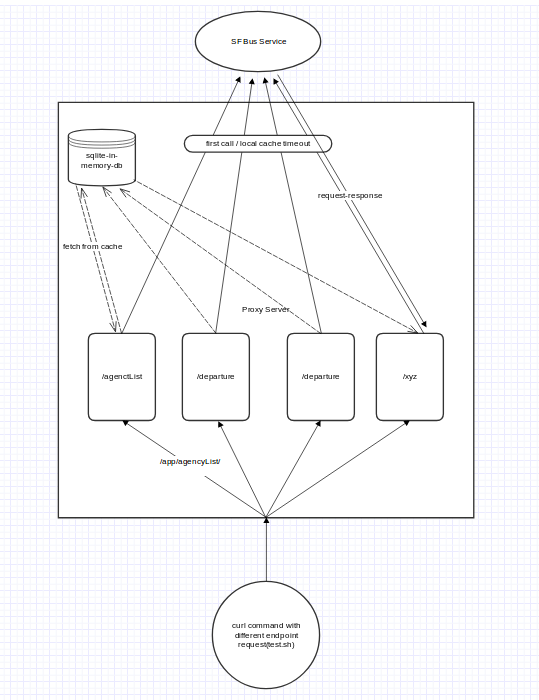 SF Bus Service
first call / local cache timeout
sqlite-in-
memory-db
request-response
fetch from cache
Proxy Server
/agenctList
/departure
/departure
/xyz
/app/agencyList/
curl command with
different endpoint
request(test.sh)